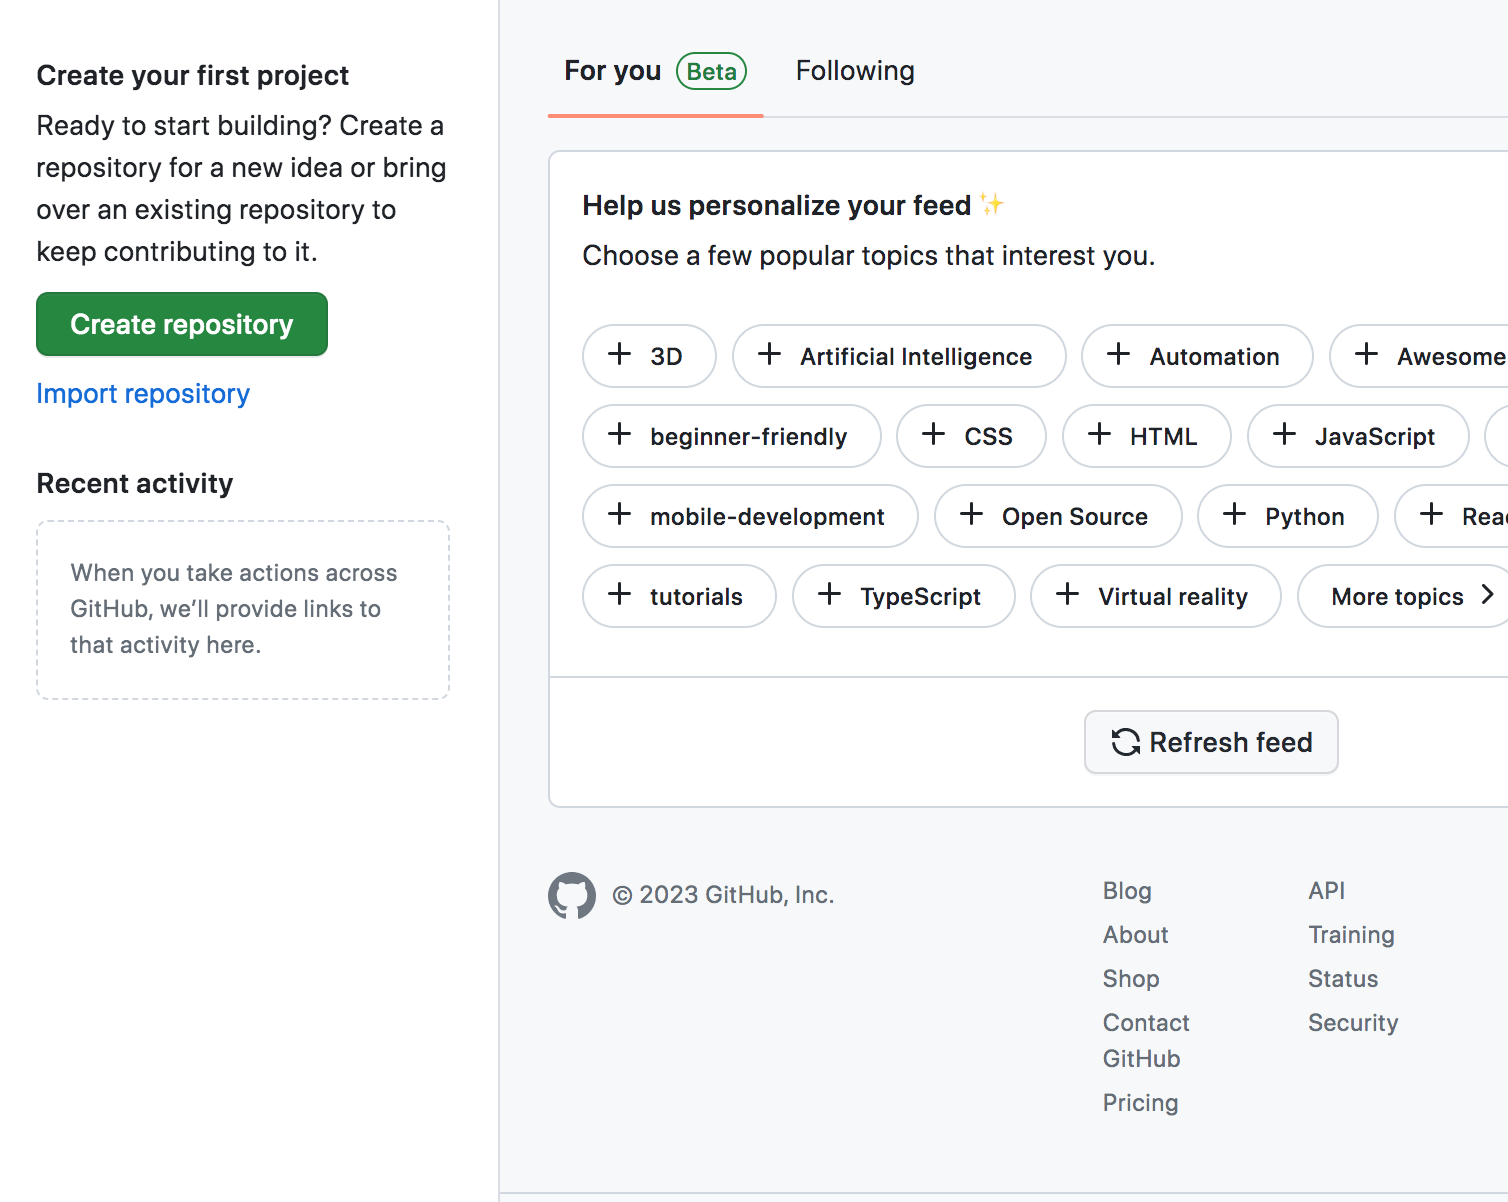 Create your first project
Ready to start building? Create a
repository for a new idea or bring
over an existing repository to
keep contributing to it.
Create repository
Import repository
Recent activity
When you take actions across
GitHub, we’ll provide links to
that activity here.
For you Beta Following
Help us personalize your feed ✨
Choose a few popular topics that interest you.
3D Artificial Intelligence Automation Awesome
beginner-friendly CSS HTML JavaScript
mobile-development Open Source Python
tutorials TypeScript Virtual reality More topics
Refresh feed
© 2023 GitHub, Inc.
Blog
About
Shop
Contact
GitHub
Pricing
API
Training
Status
Security